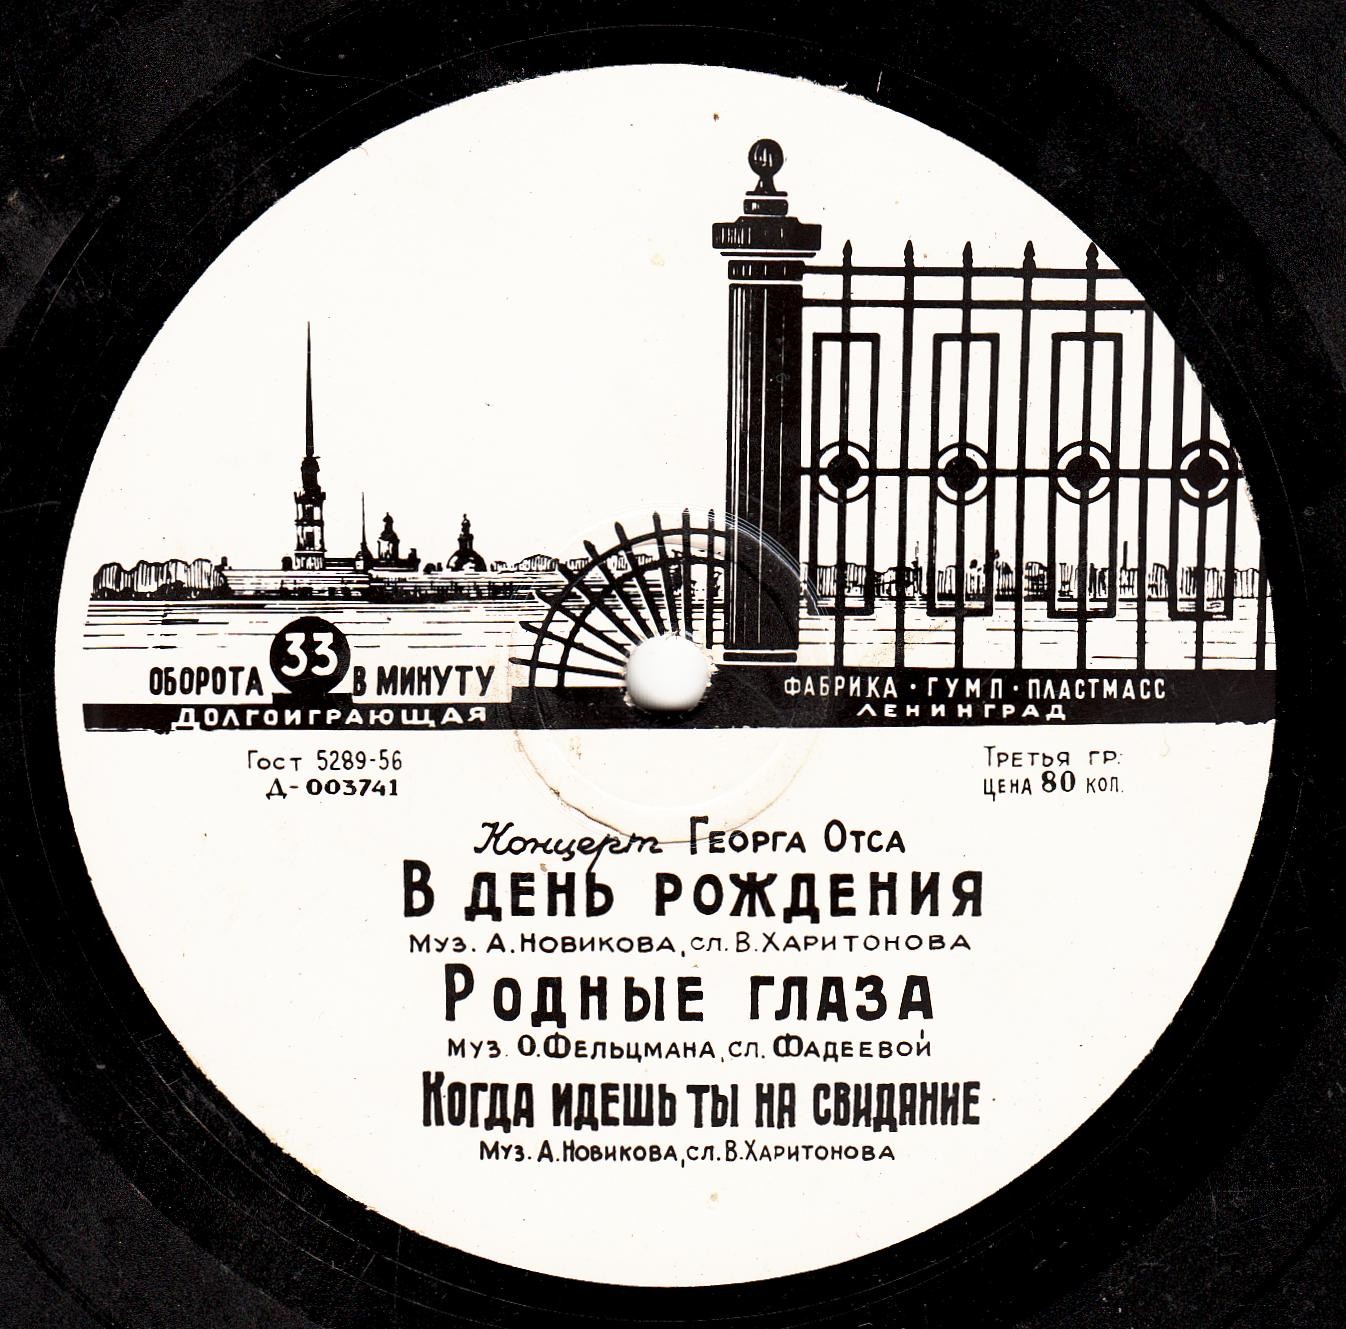 ОБОРОТА 33 В МИНУТУ
ДОЛГОИГРАЮЩАЯ
ФАБРИКА · ГУМП · ПЛАСТМАСС
ЛЕНИНГРАД
Гост 5289-56
Д-003741
Третья гр.
цена 80 коп.
Концерт Георга Отса
В день рождения
Муз. А.Новикова, сл. В.Харитонова
Родные глаза
муз. О.Фельцмана, сл. Фадеевой
Когда идешь ты на свидание
Муз. А.Новикова, сл. В.Харитонова